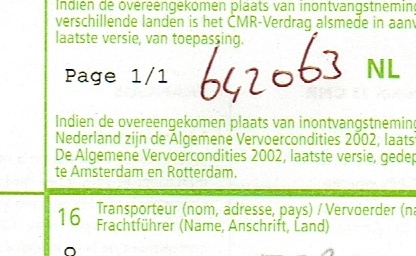 Indien de overeengekomen plaats van inontvangstneming
verschillende landen is het CMR-Verdrag alsmede in aanv
laatste versie, van toepassing.
Page 1/1 642063 NL
Indien de overeengekomen plaats van inontvangstneming
Nederland zijn de Algemene Vervoercondities 2002, laats
De Algemene Vervoercondities 2002, laatste versie, gedep
te Amsterdam en Rotterdam.
16 Transporteur (nom, adresse, pays) / Vervoerder (na
Frachtführer (Name, Anschrift, Land)